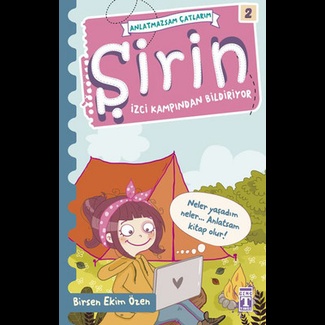 ANLATMAZSAM ÇATLARIM
2
Şirin
İZCİ KAMPINDAN BİLDİRİYOR
Neler yaşadım
neler... Anlatsam
kitap olur!
Birsen Ekim Özen
GENÇ
T